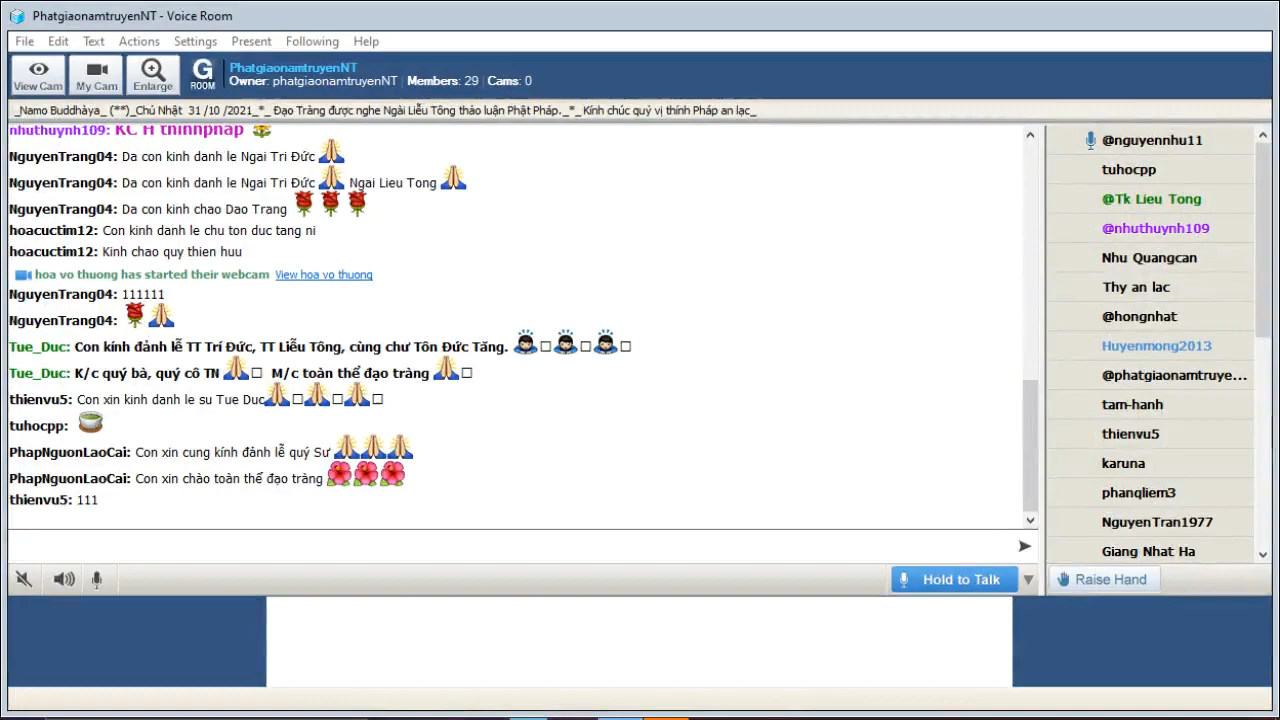 PhatgiaonamtruyenNT - Voice Room
File Edit Text Actions Settings Present Following Help
View Cam My Cam Enlarge G ROOM
PhatgiaonamtruyenNT
Owner: phatgiaonamtruyenNT | Members: 29 | Cams: 0
_Namo Buddhàya_ (**)_Chủ Nhật 31 /10 /2021_*_ Đạo Tràng được nghe Ngài Liễu Tông thảo luận Phật Pháp._*_Kính chúc quý vị thính Pháp an lạc_
nhuthuynh109: KC H thinhphap
NguyenTrang04: Da con kinh danh le Ngai Tri Đức
NguyenTrang04: Da con kinh danh le Ngai Tri Đức Ngai Lieu Tong
NguyenTrang04: Da con kinh chao Dao Trang
hoacuctim12: Con kinh danh le chu ton duc tang ni
hoacuctim12: Kinh chao quy thien huu
hoa vo thuong has started their webcam View hoa vo thuong
NguyenTrang04: 111111
NguyenTrang04:
Tue_Duc: Con kính đảnh lễ TT Trí Đức, TT Liễu Tông, cùng chư Tôn Đức Tăng.
Tue_Duc: K/c quý bà, quý cô TN M/c toàn thể đạo tràng
thienvu5: Con xin kinh danh le su Tue Duc
tuhocpp:
PhapNguonLaoCai: Con xin cung kính đảnh lễ quý Sư
PhapNguonLaoCai: Con xin chào toàn thể đạo tràng
thienvu5: 111
@nguyennhu11
tuhocpp
@Tk Lieu Tong
@nhuthuynh109
Nhu Quangcan
Thy an lac
@hongnhat
Huyenmong2013
@phatgiaonamtruye...
tam-hanh
thienvu5
karuna
phanqliem3
NguyenTran1977
Giang Nhat Ha
Hold to Talk
Raise Hand